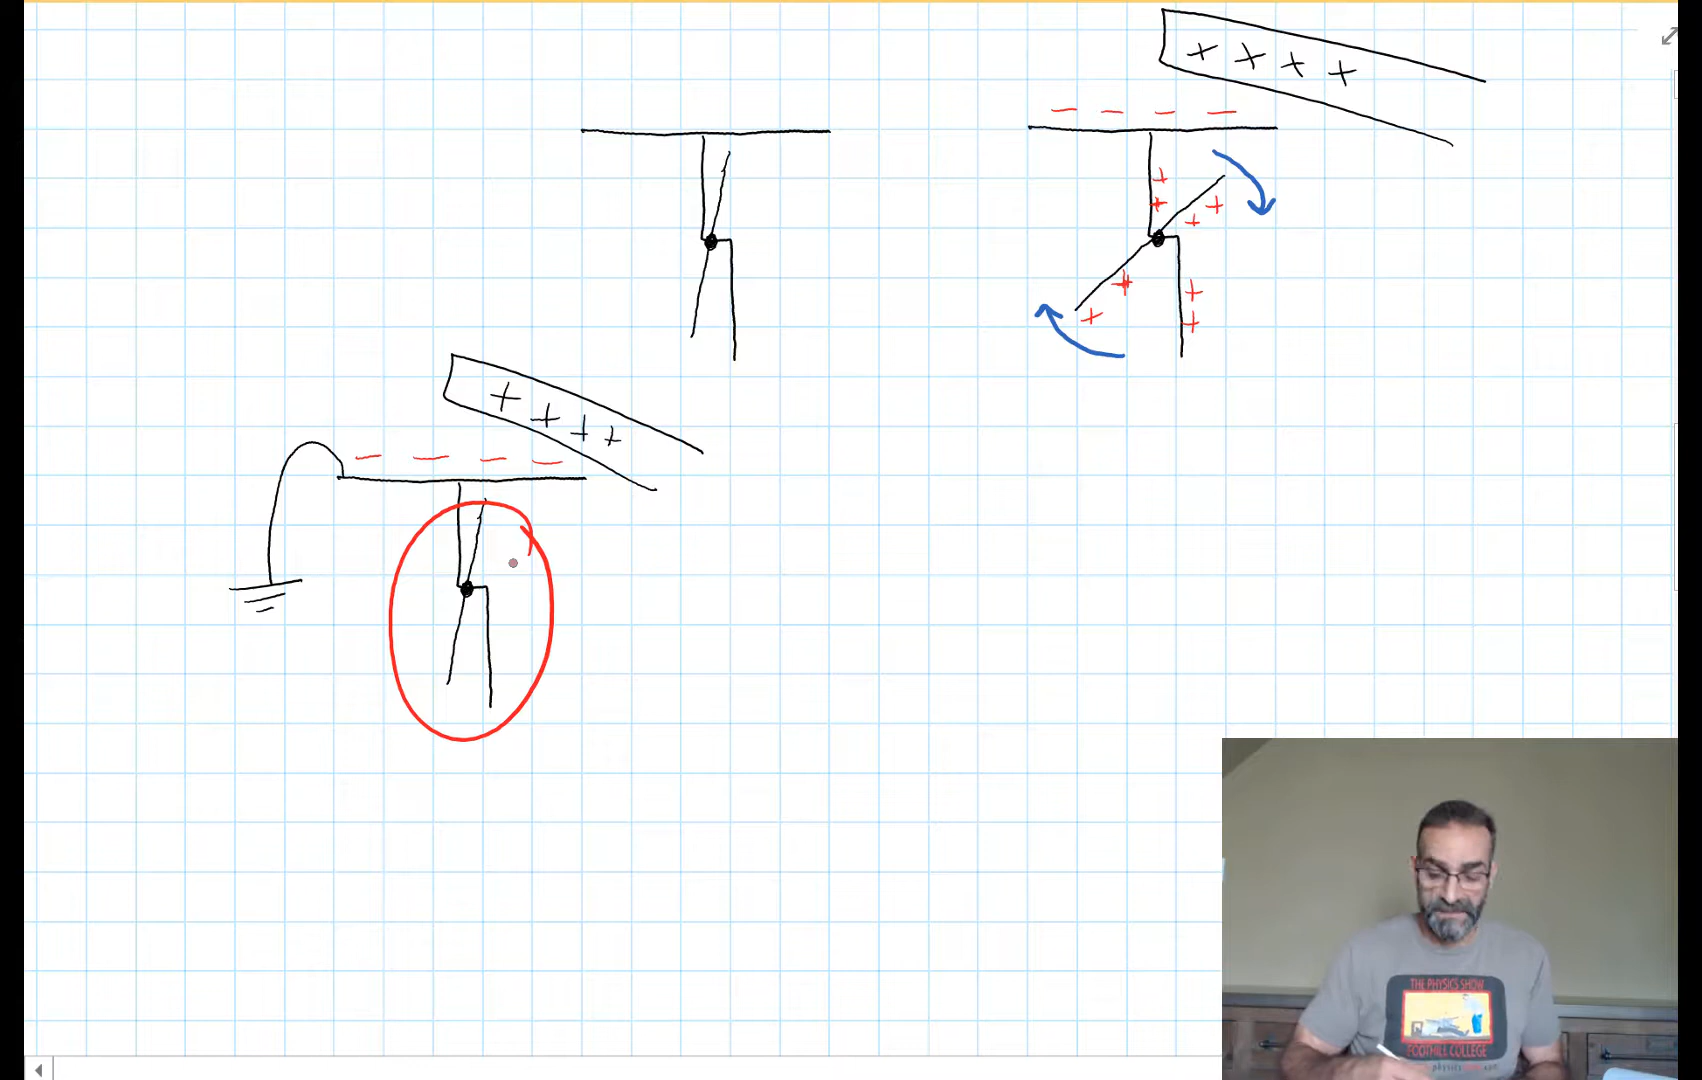 + + + +
− − − −
+
+
+ +
+
+
+
+
+ + + +
− − − −
THE PHYSICS SHOW
FOOTHILL COLLEGE